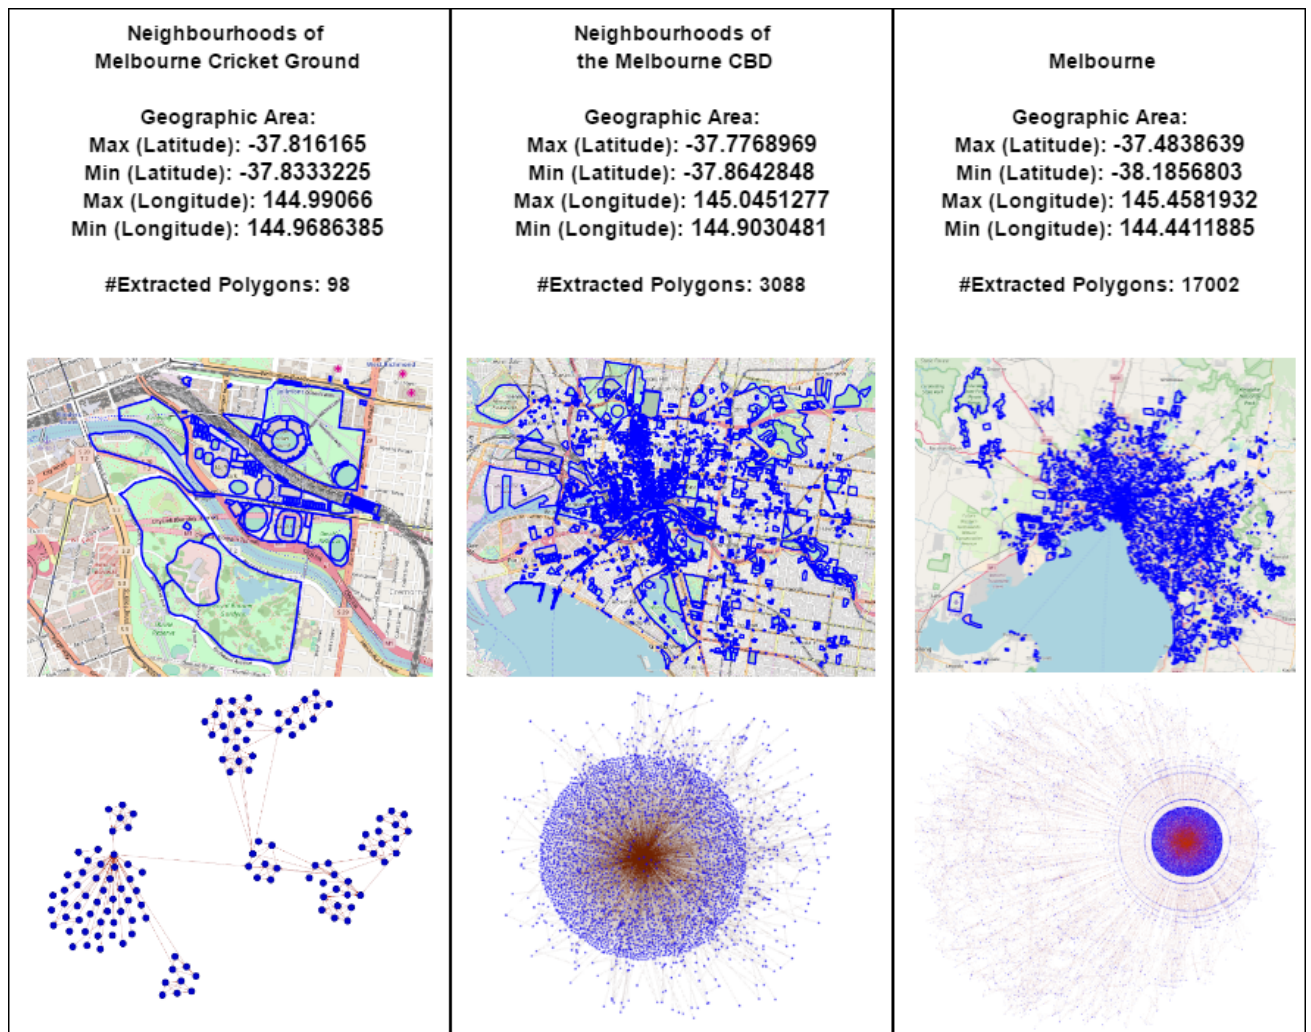 Neighbourhoods of
Melbourne Cricket Ground
Geographic Area:
Max (Latitude): -37.816165
Min (Latitude): -37.8333225
Max (Longitude): 144.99066
Min (Longitude): 144.9686385
#Extracted Polygons: 98
Neighbourhoods of
the Melbourne CBD
Geographic Area:
Max (Latitude): -37.7768969
Min (Latitude): -37.8642848
Max (Longitude): 145.0451277
Min (Longitude): 144.9030481
#Extracted Polygons: 3088
Melbourne
Geographic Area:
Max (Latitude): -37.4838639
Min (Latitude): -38.1856803
Max (Longitude): 145.4581932
Min (Longitude): 144.4411885
#Extracted Polygons: 17002
West Richmond